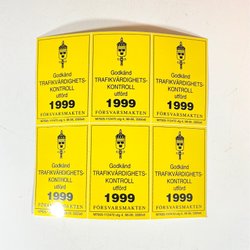 Godkänd
TRAFIKVÄRDIGHETS-
KONTROLL
utförd
1999
FÖRSVARSMAKTEN
Godkänd
TRAFIKVÄRDIGHETS-
KONTROLL
utförd
1999
FÖRSVARSMAKTEN
Godkänd
TRAFIKVÄRDIGHETS-
KONTROLL
utförd
1999
FÖRSVARSMAKTEN
Godkänd
TRAFIKVÄRDIGHETS-
KONTROLL
utförd
1999
FÖRSVARSMAKTEN
Godkänd
TRAFIKVÄRDIGHETS-
KONTROLL
utförd
1999
FÖRSVARSMAKTEN
Godkänd
TRAFIKVÄRDIGHETS-
KONTROLL
utförd
1999
FÖRSVARSMAKTEN